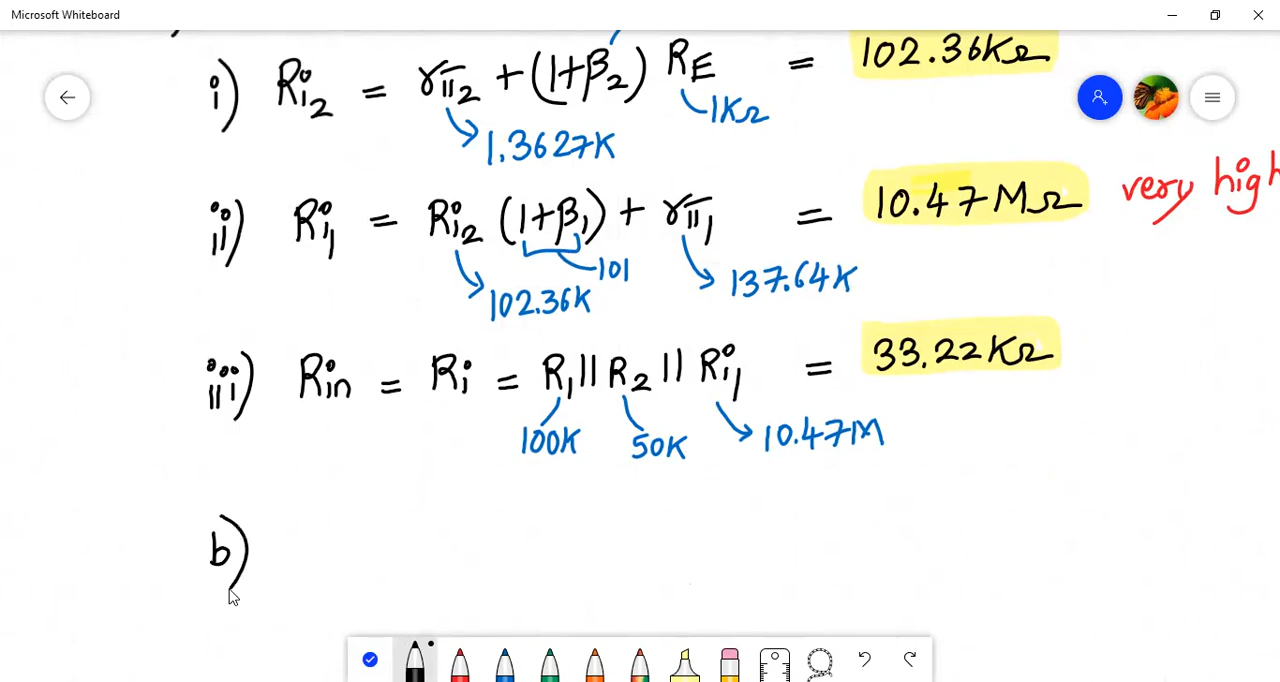 Microsoft Whiteboard
i) Ri₂ = rπ₂ + (1+β₂) RE = 102.36KΩ
1.3627K
1KΩ
ii) Ri₁ = Ri₂ (1+β₁) + rπ₁ = 10.47MΩ very high
102.36K
101
137.64K
iii) Rin = Ri = R₁ || R₂ || Ri₁ = 33.22KΩ
100K
50K
10.47M
b)